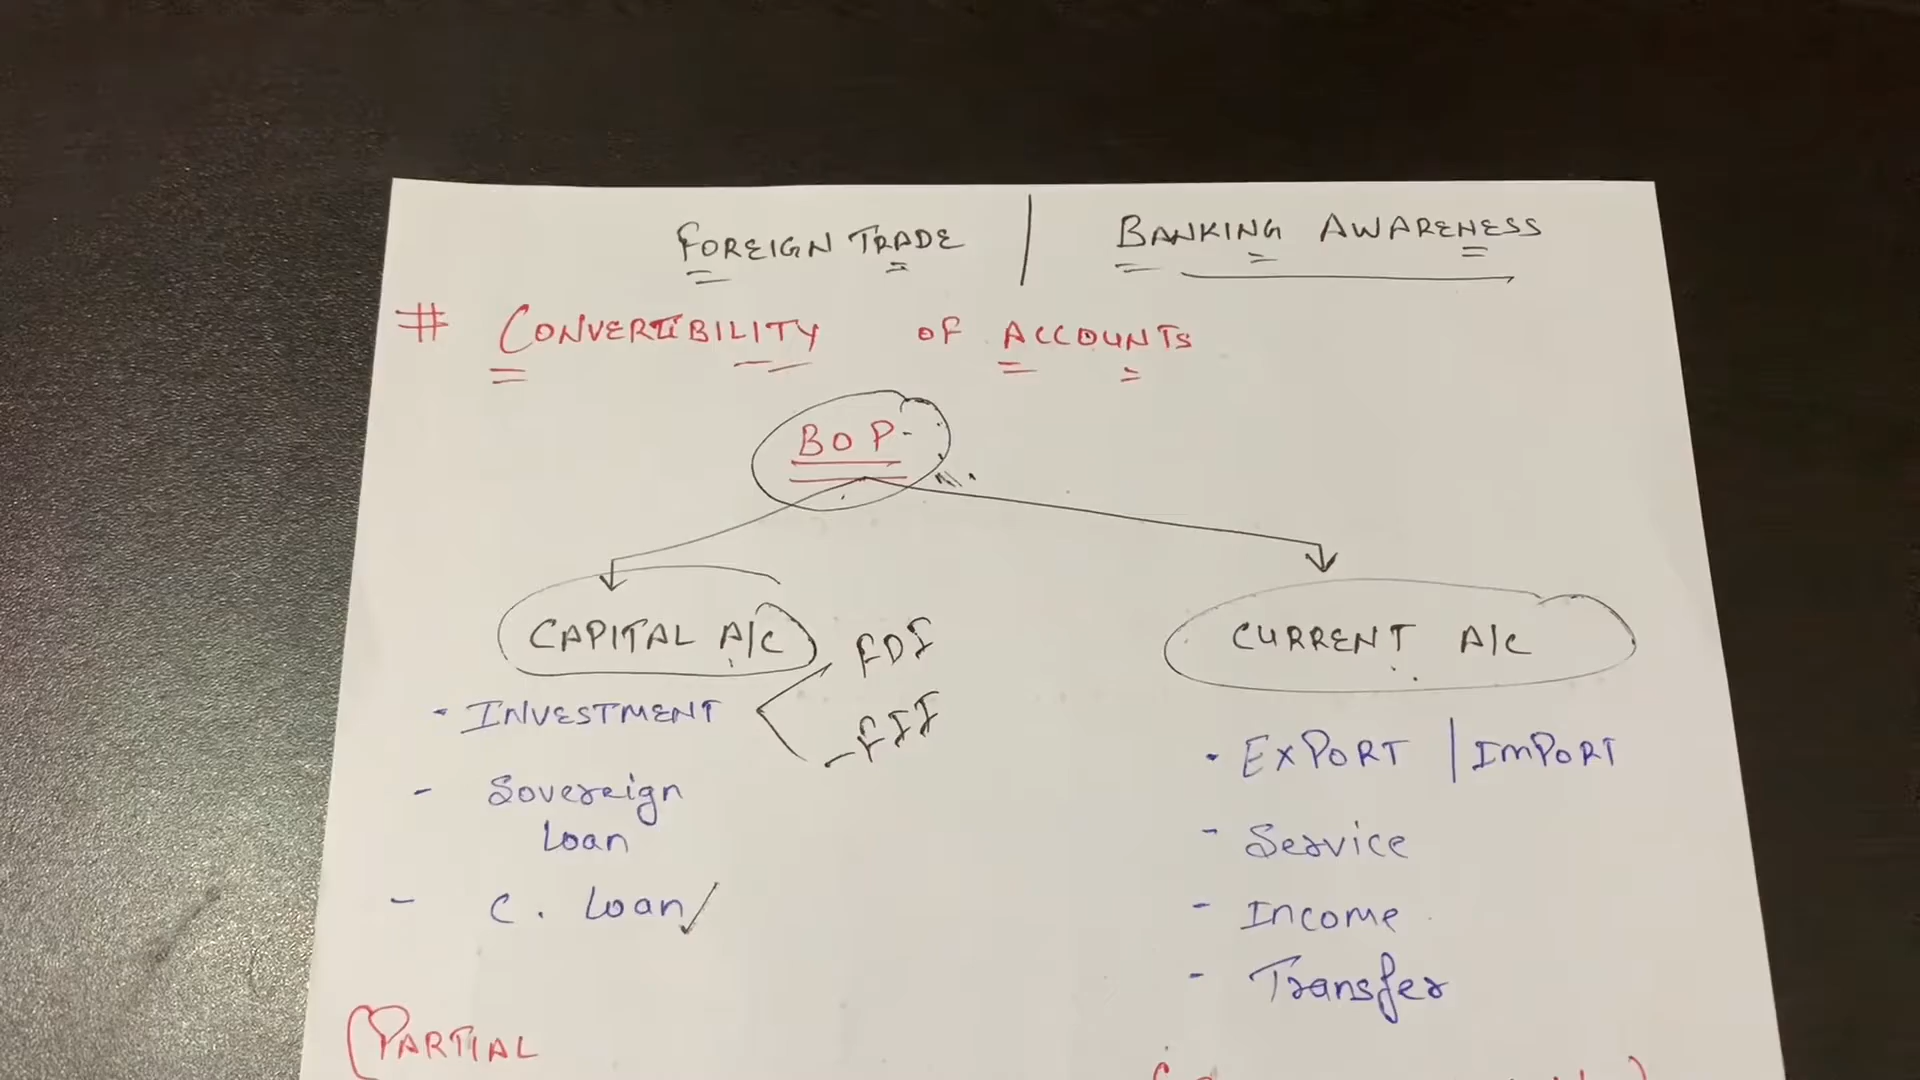 FOREIGN TRADE | BANKING AWARENESS
# CONVERTIBILITY OF ACCOUNTS
BOP
CAPITAL A/C
- INVESTMENT
FDI
- FII
- Sovereign
Loan
- C. Loan
(PARTIAL
CURRENT A/C
• EXPORT | IMPORT
- Service
- Income
- Transfer